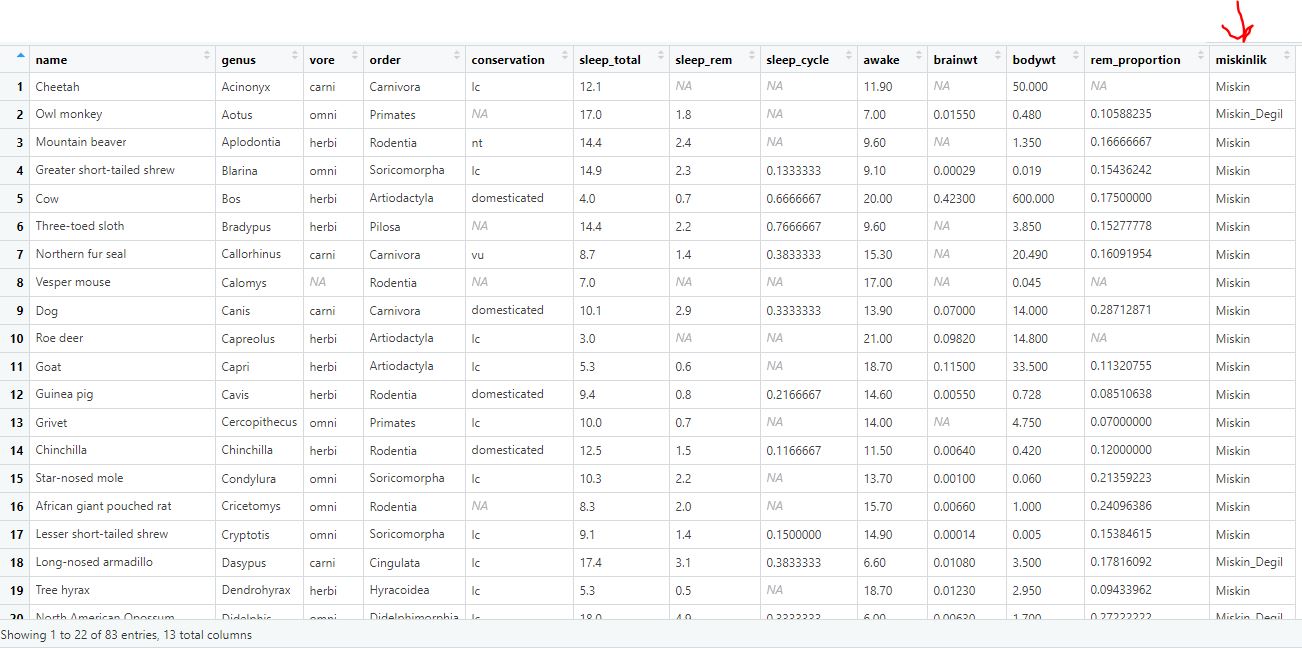 name genus vore order conservation sleep_total sleep_rem sleep_cycle awake brainwt bodywt rem_proportion miskinlik
1 Cheetah Acinonyx carni Carnivora lc 12.1 NA NA 11.90 NA 50.000 NA Miskin
2 Owl monkey Aotus omni Primates NA 17.0 1.8 NA 7.00 0.01550 0.480 0.10588235 Miskin_Degil
3 Mountain beaver Aplodontia herbi Rodentia nt 14.4 2.4 NA 9.60 NA 1.350 0.16666667 Miskin
4 Greater short-tailed shrew Blarina omni Soricomorpha lc 14.9 2.3 0.1333333 9.10 0.00029 0.019 0.15436242 Miskin
5 Cow Bos herbi Artiodactyla domesticated 4.0 0.7 0.6666667 20.00 0.42300 600.000 0.17500000 Miskin
6 Three-toed sloth Bradypus herbi Pilosa NA 14.4 2.2 0.7666667 9.60 NA 3.850 0.15277778 Miskin
7 Northern fur seal Callorhinus carni Carnivora vu 8.7 1.4 0.3833333 15.30 NA 20.490 0.16091954 Miskin
8 Vesper mouse Calomys NA Rodentia NA 7.0 NA NA 17.00 NA 0.045 NA Miskin
9 Dog Canis carni Carnivora domesticated 10.1 2.9 0.3333333 13.90 0.07000 14.000 0.28712871 Miskin
10 Roe deer Capreolus herbi Artiodactyla lc 3.0 NA NA 21.00 0.09820 14.800 NA Miskin
11 Goat Capri herbi Artiodactyla lc 5.3 0.6 NA 18.70 0.11500 33.500 0.11320755 Miskin
12 Guinea pig Cavis herbi Rodentia domesticated 9.4 0.8 0.2166667 14.60 0.00550 0.728 0.08510638 Miskin
13 Grivet Cercopithecus omni Primates lc 10.0 0.7 NA 14.00 NA 4.750 0.07000000 Miskin
14 Chinchilla Chinchilla herbi Rodentia domesticated 12.5 1.5 0.1166667 11.50 0.00640 0.420 0.12000000 Miskin
15 Star-nosed mole Condylura omni Soricomorpha lc 10.3 2.2 NA 13.70 0.00100 0.060 0.21359223 Miskin
16 African giant pouched rat Cricetomys omni Rodentia NA 8.3 2.0 NA 15.70 0.00660 1.000 0.24096386 Miskin
17 Lesser short-tailed shrew Cryptotis omni Soricomorpha lc 9.1 1.4 0.1500000 14.90 0.00014 0.005 0.15384615 Miskin
18 Long-nosed armadillo Dasypus carni Cingulata lc 17.4 3.1 0.3833333 6.60 0.01080 3.500 0.17816092 Miskin_Degil
19 Tree hyrax Dendrohyrax herbi Hyracoidea lc 5.3 0.5 NA 18.70 0.01230 2.950 0.09433962 Miskin
20 North American Opossum Didelphis omni Didelphimorphia lc 18.0 4.9 0.3333333 6.00 0.00630 1.700 0.27222222 Miskin_Degil
Showing 1 to 22 of 83 entries, 13 total columns